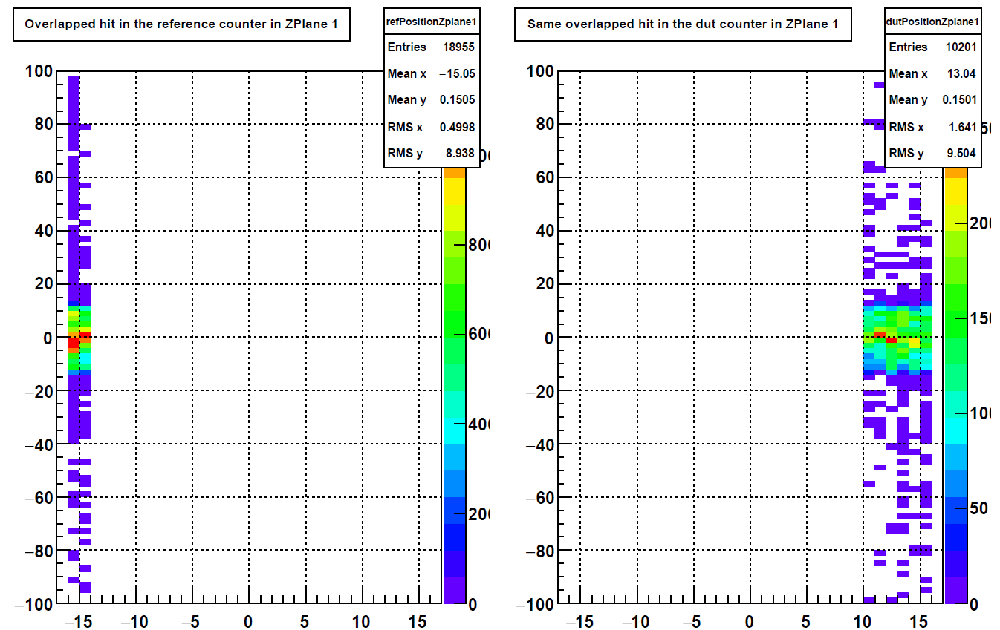 Overlapped hit in the reference counter in ZPlane 1
refPositionZplane1
Entries 18955
Mean x −15.05
Mean y 0.1505
RMS x 0.4998
RMS y 8.938
100
80
60
40
20
0
−20
−40
−60
−80
−100
−15 −10 −5 0 5 10 15
800
600
400
200
0
Same overlapped hit in the dut counter in ZPlane 1
dutPositionZplane1
Entries 10201
Mean x 13.04
Mean y 0.1501
RMS x 1.641
RMS y 9.504
100
80
60
40
20
0
−20
−40
−60
−80
−100
−15 −10 −5 0 5 10 15
200
150
100
50
0